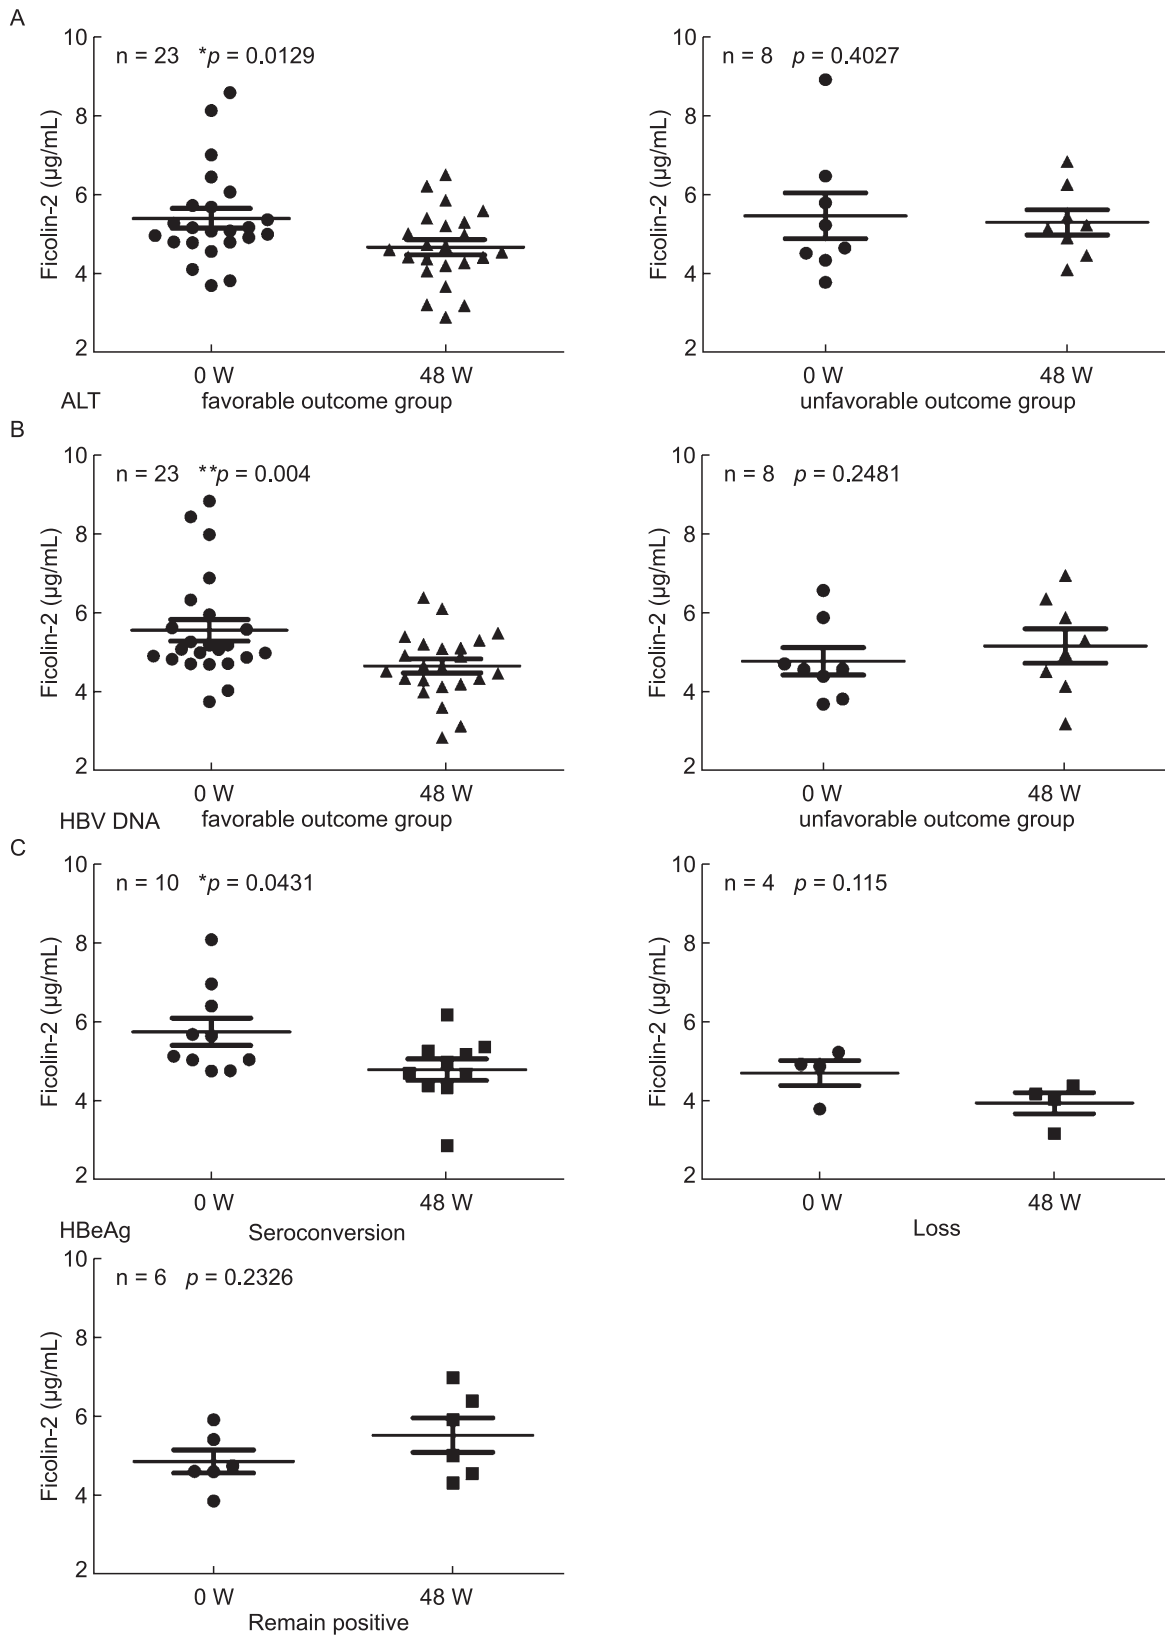 A
10
8
6
4
2
Ficolin-2 (µg/mL)
n = 23 *p = 0.0129
0 W 48 W
ALT favorable outcome group
10
8
6
4
2
Ficolin-2 (µg/mL)
n = 8 p = 0.4027
0 W 48 W
unfavorable outcome group
B
10
8
6
4
2
Ficolin-2 (µg/mL)
n = 23 **p = 0.004
0 W 48 W
HBV DNA favorable outcome group
10
8
6
4
2
Ficolin-2 (µg/mL)
n = 8 p = 0.2481
0 W 48 W
unfavorable outcome group
C
10
8
6
4
2
Ficolin-2 (µg/mL)
n = 10 *p = 0.0431
0 W 48 W
HBeAg Seroconversion
10
8
6
4
2
Ficolin-2 (µg/mL)
n = 4 p = 0.115
0 W 48 W
Loss
10
8
6
4
2
Ficolin-2 (µg/mL)
n = 6 p = 0.2326
0 W 48 W
Remain positive